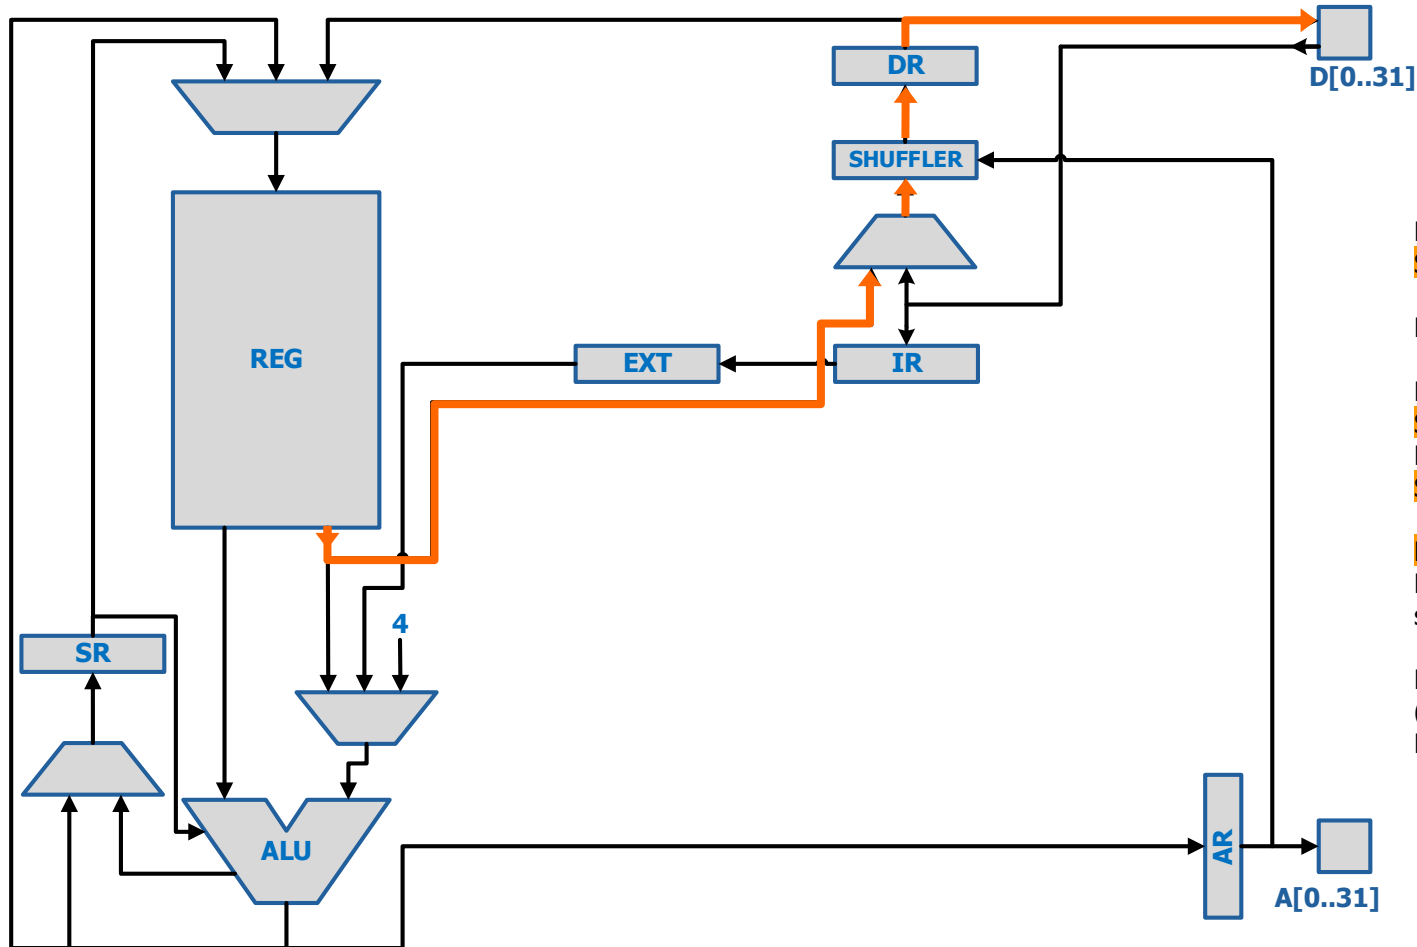 DR
D[0..31]
SHUFFLER
REG
EXT
IR
4
SR
ALU
AR
A[0..31]